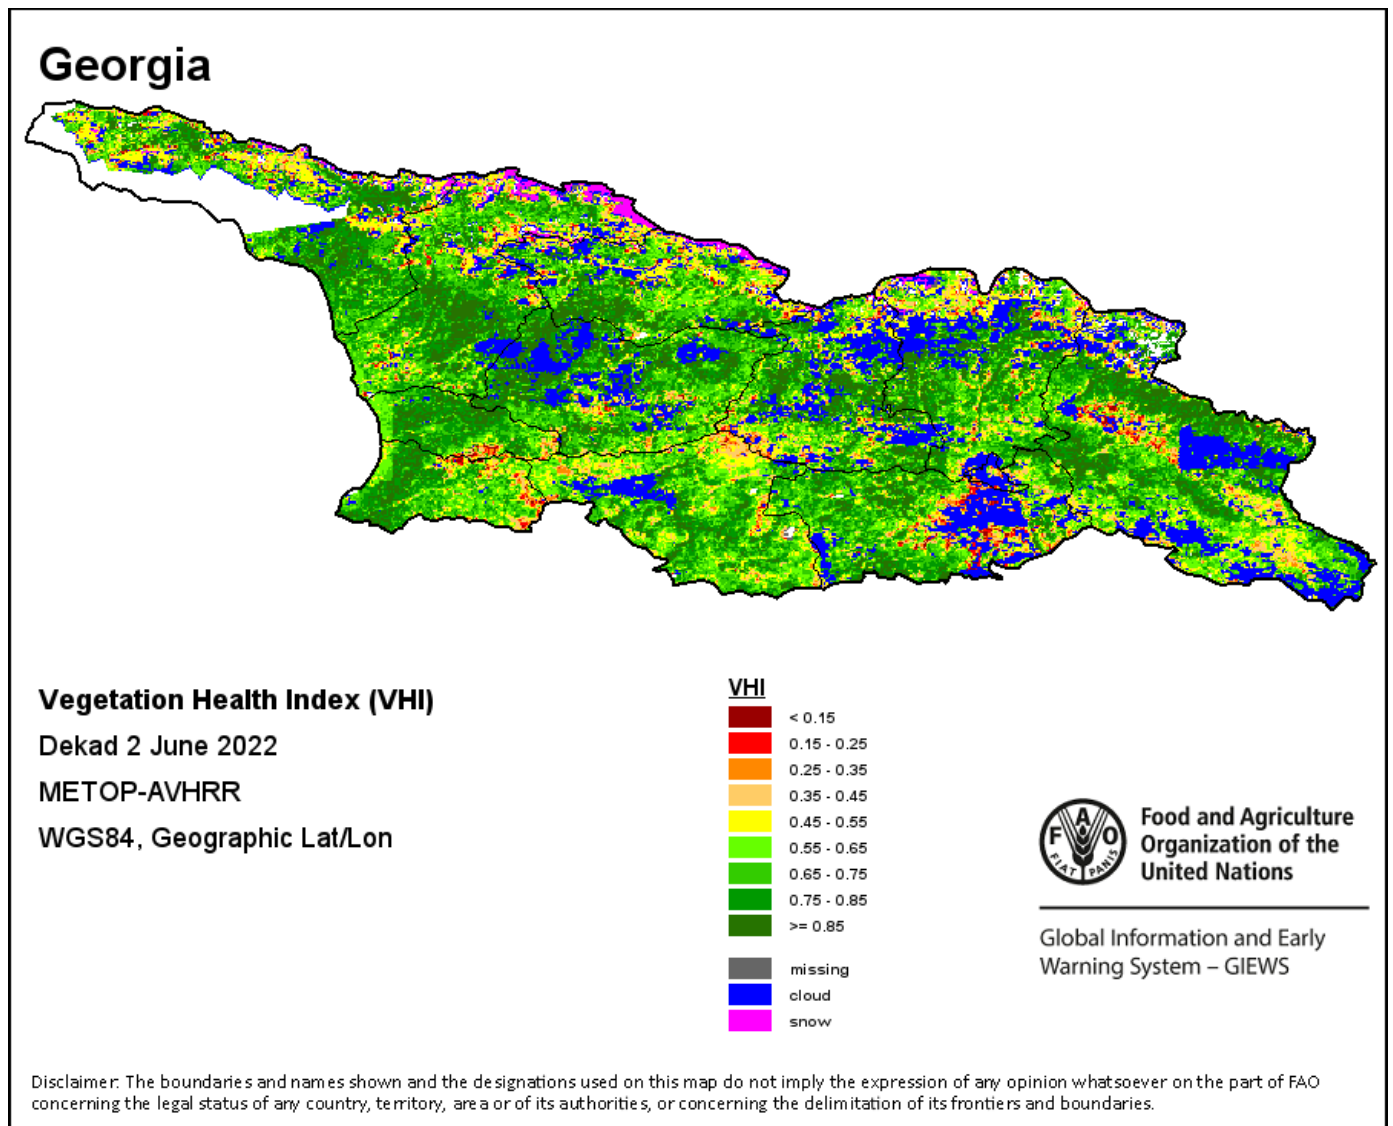 Georgia
Vegetation Health Index (VHI)
Dekad 2 June 2022
METOP-AVHRR
WGS84, Geographic Lat/Lon
VHI
< 0.15
0.15 - 0.25
0.25 - 0.35
0.35 - 0.45
0.45 - 0.55
0.55 - 0.65
0.65 - 0.75
0.75 - 0.85
>= 0.85
missing
cloud
snow
F A O
FIAT PANIS
Food and Agriculture
Organization of the
United Nations
Global Information and Early
Warning System – GIEWS
Disclaimer: The boundaries and names shown and the designations used on this map do not imply the expression of any opinion whatsoever on the part of FAO
concerning the legal status of any country, territory, area or of its authorities, or concerning the delimitation of its frontiers and boundaries.